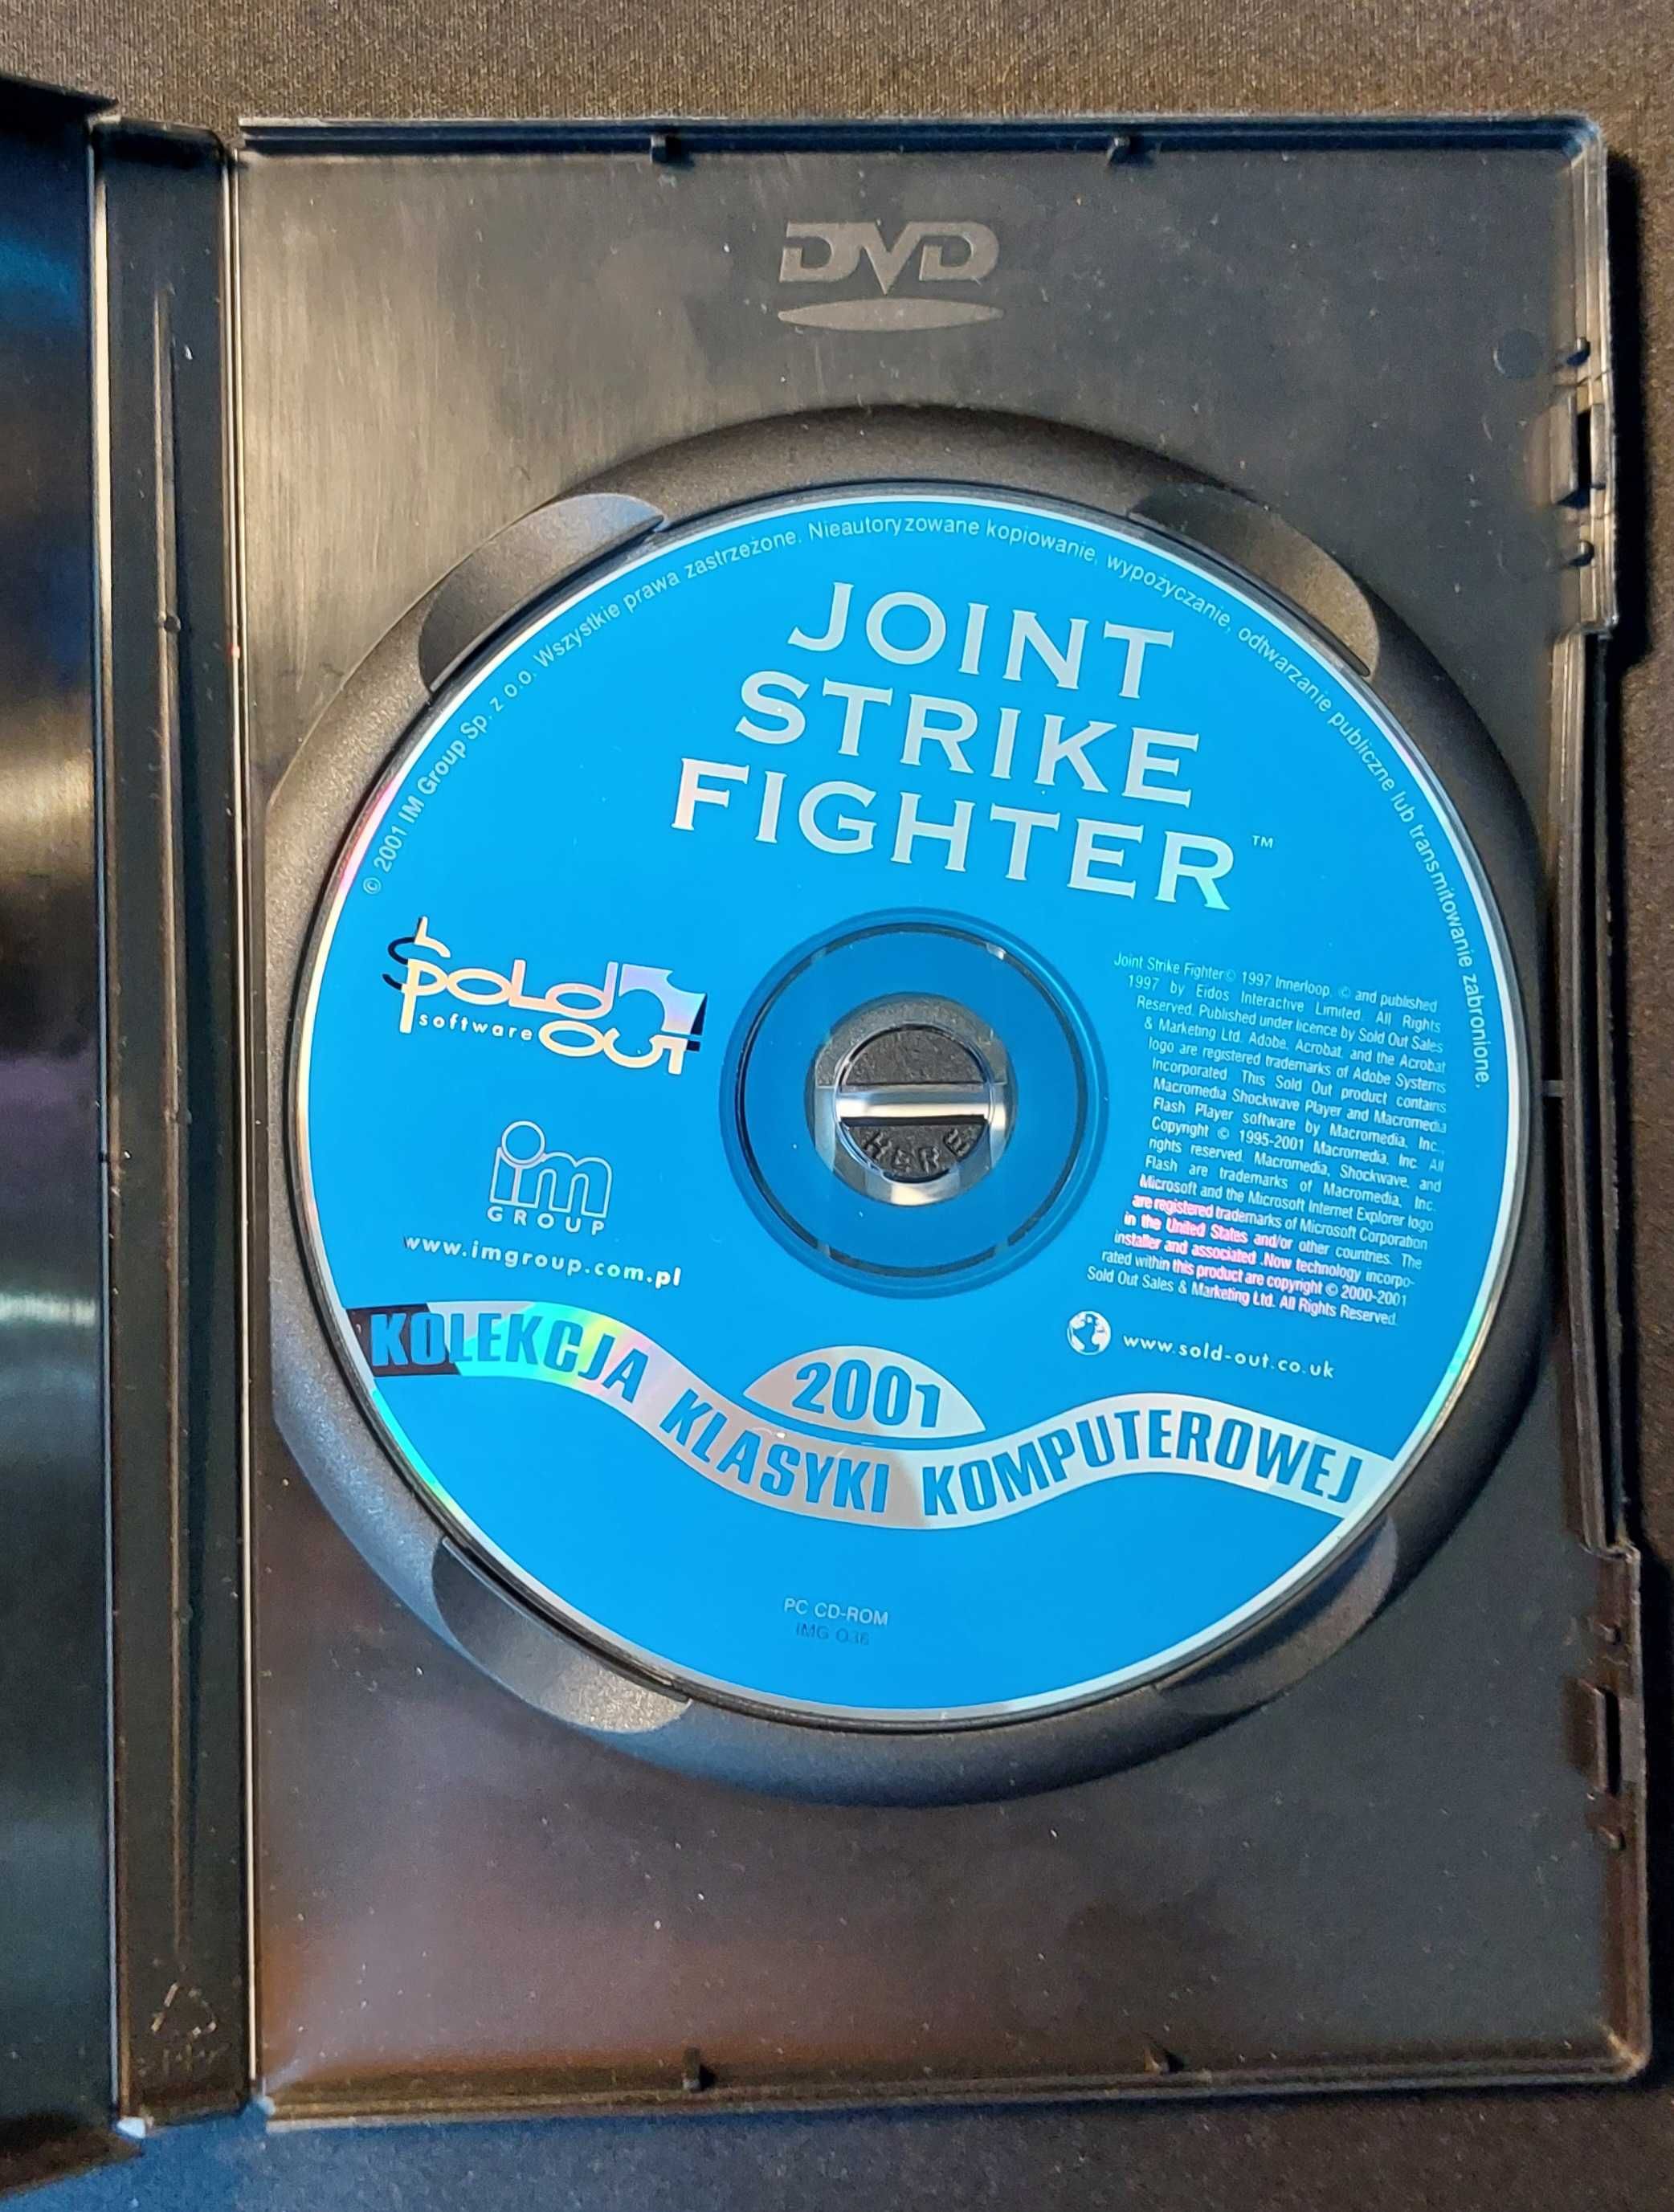 DVD
© 2001 IM Group Sp. z o.o. Wszystkie prawa zastrzeżone. Nieautoryzowane kopiowanie, wypożyczanie, odtwarzanie publiczne lub transmitowanie zabronione.
JOINT
STRIKE
FIGHTER™
SOLD
software OUT
Joint Strike Fighter © 1997 Innerloop. © and published
1997 by Eidos Interactive Limited. All Rights
Reserved. Published under licence by Sold Out Sales
& Marketing Ltd. Adobe, Acrobat, and the Acrobat
logo are registered trademarks of Adobe Systems
Incorporated. This Sold Out product contains
Macromedia Shockwave Player and Macromedia
Flash Player software by Macromedia, Inc.,
Copyright © 1995-2001 Macromedia, Inc. All
rights reserved. Macromedia, Shockwave, and
Flash are trademarks of Macromedia, Inc.
Microsoft and the Microsoft Internet Explorer logo
are registered trademarks of Microsoft Corporation
in the United States and/or other countries. The
installer and associated .Now technology incorpo-
rated within this product are copyright © 2000-2001
Sold Out Sales & Marketing Ltd. All Rights Reserved.
HERE
im
GROUP
www.imgroup.com.pl
www.sold-out.co.uk
2001
KOLEKCJA KLASYKI KOMPUTEROWEJ
PC CD-ROM
IMG 036